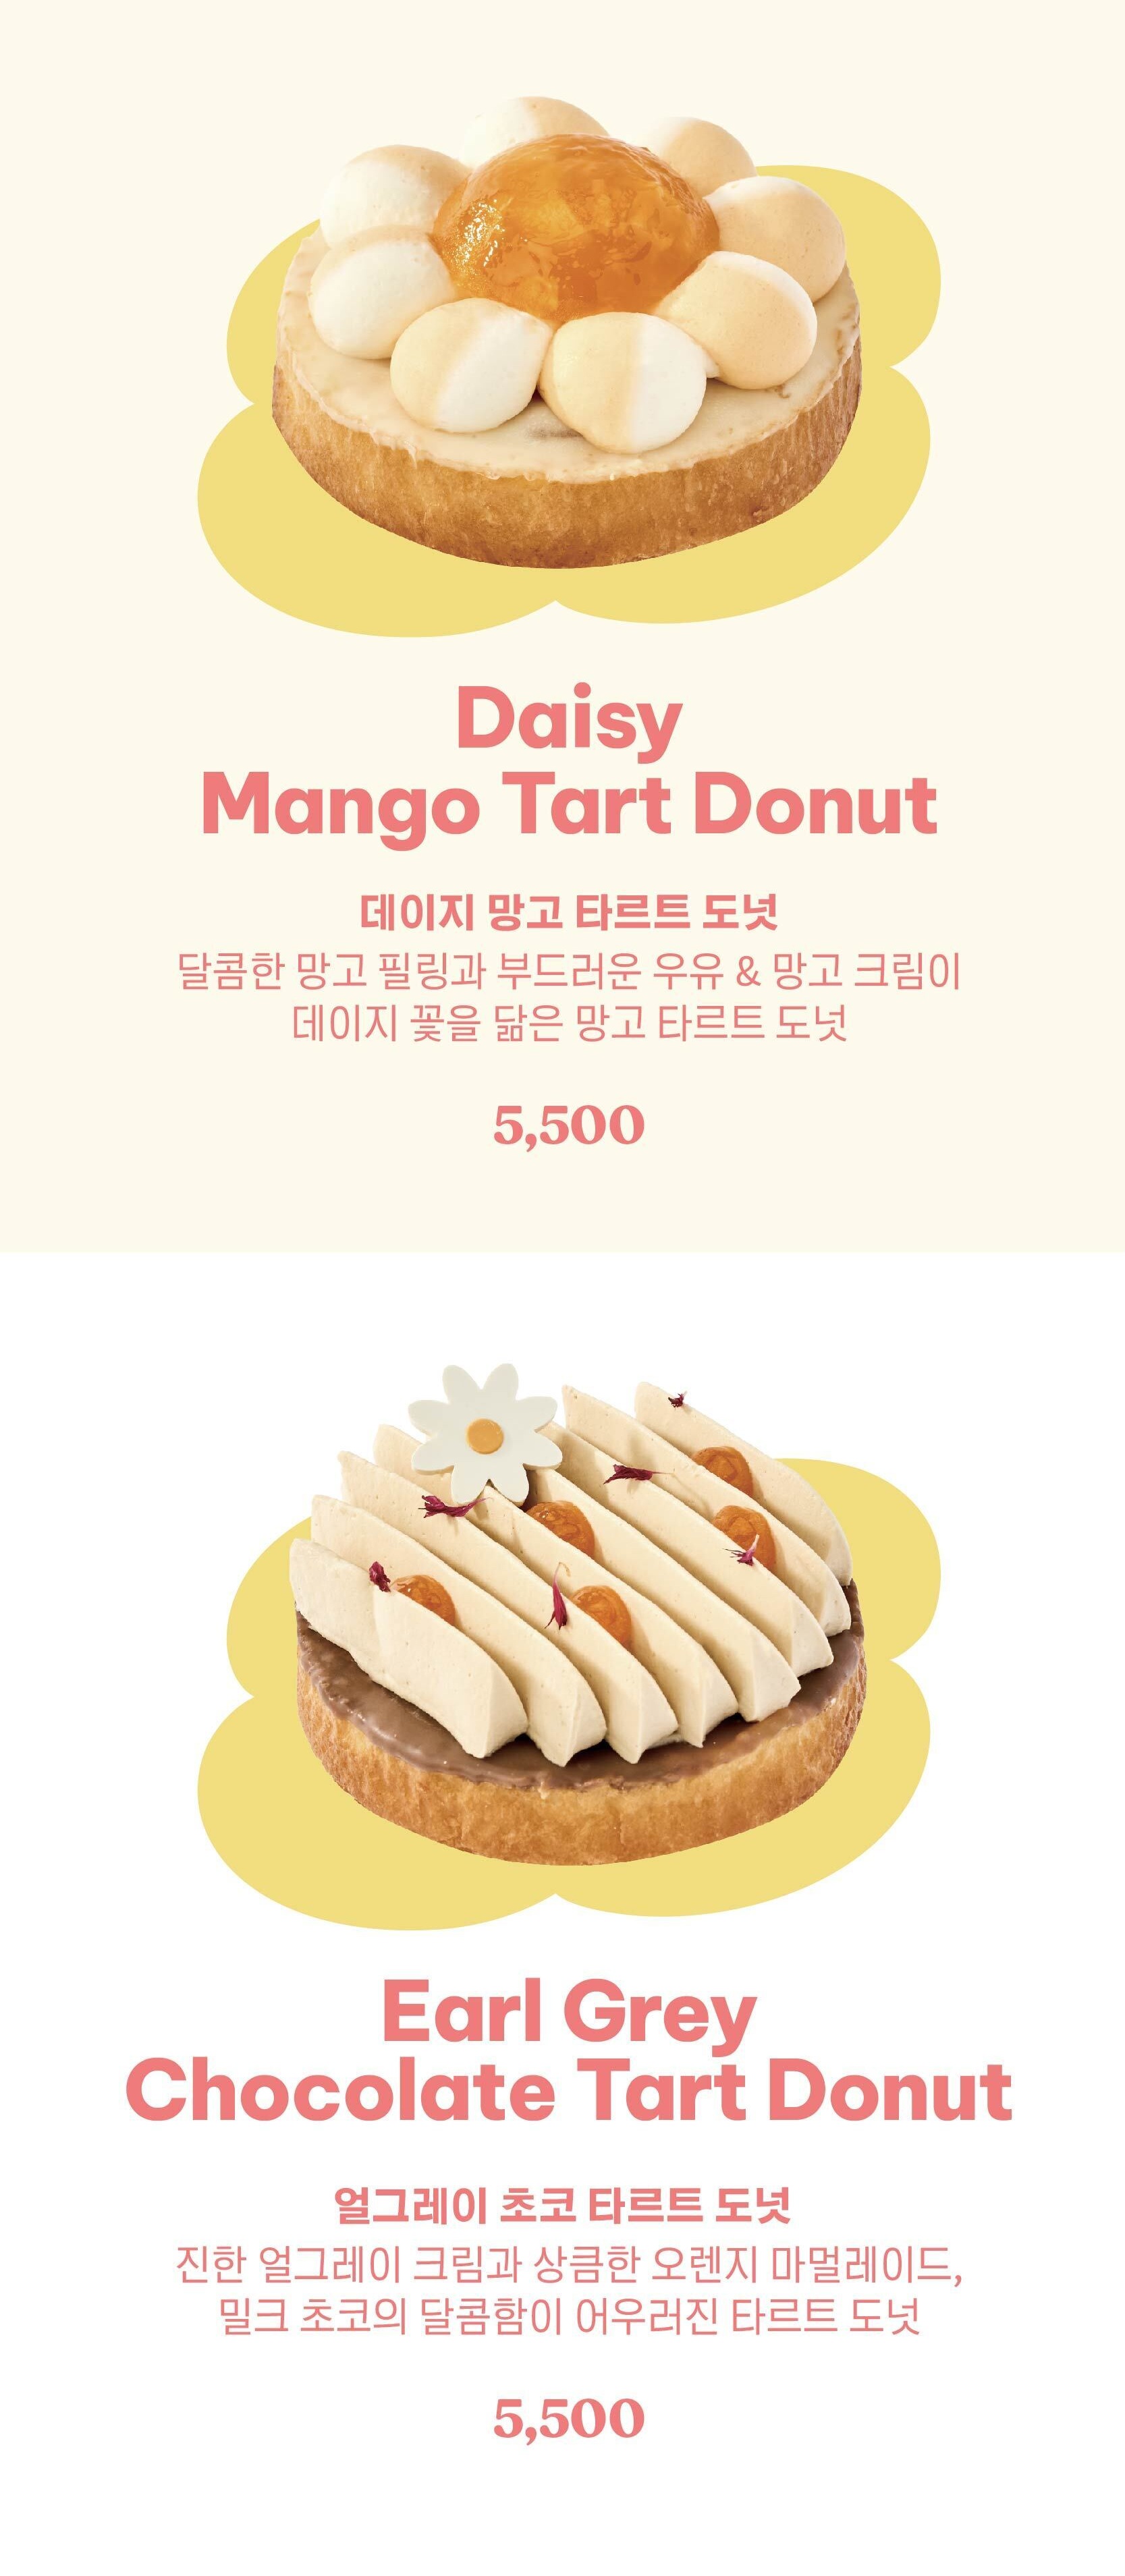 Daisy
Mango Tart Donut
데이지 망고 타르트 도넛
달콤한 망고 필링과 부드러운 우유 & 망고 크림이
데이지 꽃을 닮은 망고 타르트 도넛
5,500
Earl Grey
Chocolate Tart Donut
얼그레이 초코 타르트 도넛
진한 얼그레이 크림과 상큼한 오렌지 마멀레이드,
밀크 초코의 달콤함이 어우러진 타르트 도넛
5,500